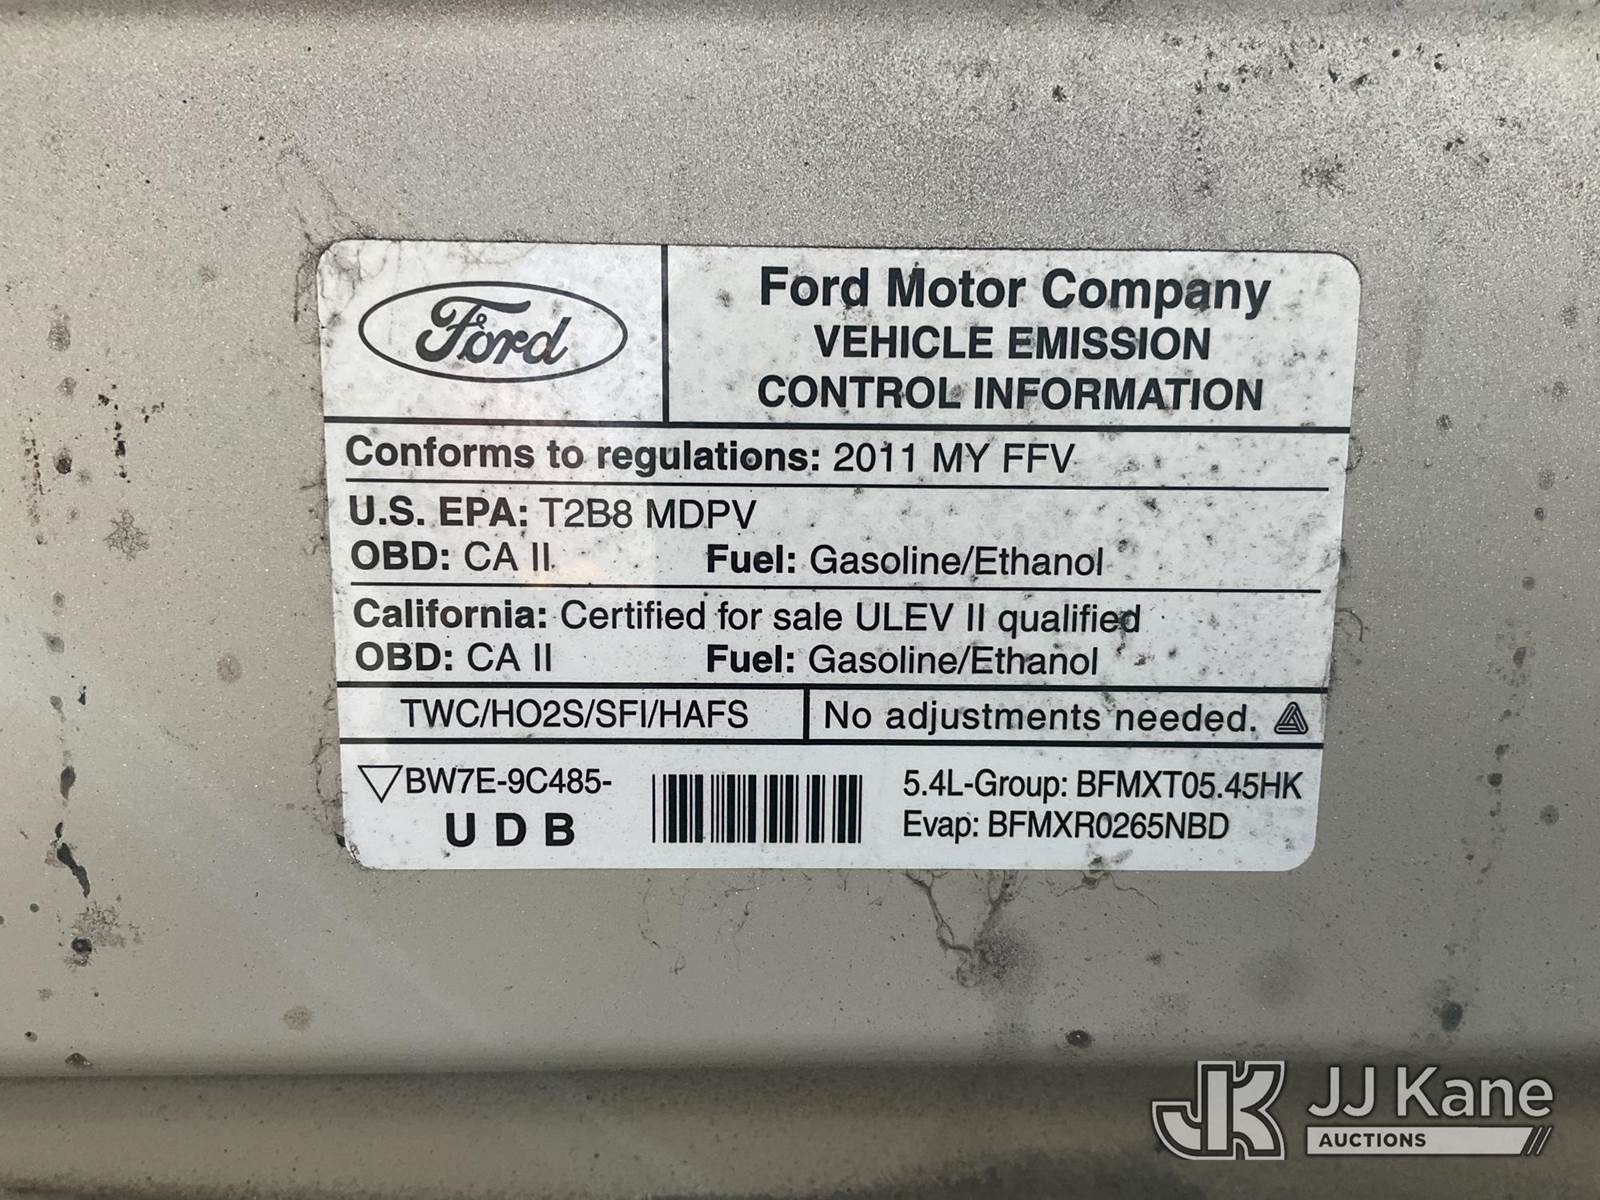 Ford
Ford Motor Company
VEHICLE EMISSION
CONTROL INFORMATION
Conforms to regulations: 2011 MY FFV
U.S. EPA: T2B8 MDPV
OBD: CA II Fuel: Gasoline/Ethanol
California: Certified for sale ULEV II qualified
OBD: CA II Fuel: Gasoline/Ethanol
TWC/HO2S/SFI/HAFS No adjustments needed.
BW7E-9C485-
U D B
5.4L-Group: BFMXT05.45HK
Evap: BFMXR0265NBD
JK JJ Kane
AUCTIONS